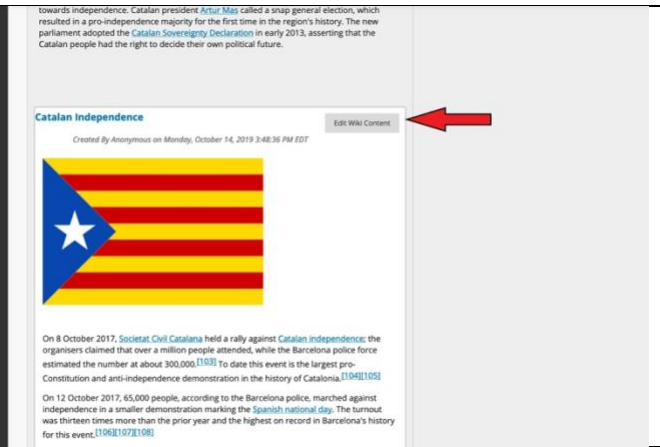 towards independence. Catalan president Artur Mas called a snap general election, which
resulted in a pro-independence majority for the first time in the region's history. The new
parliament adopted the Catalan Sovereignty Declaration in early 2013, asserting that the
Catalan people had the right to decide their own political future.
Catalan Independence
Edit Wiki Content
Created By Anonymous on Monday, October 14, 2019 3:48:36 PM EDT
On 8 October 2017, Societat Civil Catalana held a rally against Catalan independence; the
organisers claimed that over a million people attended, while the Barcelona police force
estimated the number at about 300,000.[103] To date this event is the largest pro-
Constitution and anti-independence demonstration in the history of Catalonia.[104][105]
On 12 October 2017, 65,000 people, according to the Barcelona police, marched against
independence in a smaller demonstration marking the Spanish national day. The turnout
was thirteen times more than the prior year and the highest on record in Barcelona's history
for this event.[106][107][108]